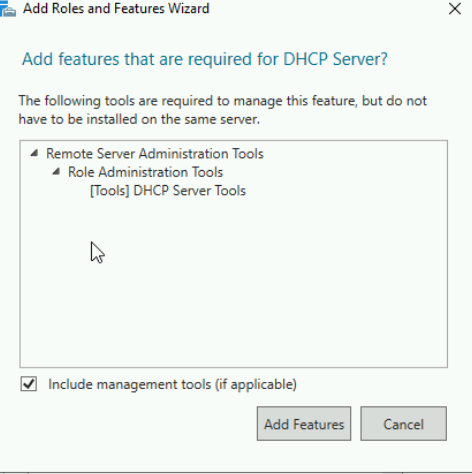 Add Roles and Features Wizard
Add features that are required for DHCP Server?
The following tools are required to manage this feature, but do not
have to be installed on the same server.
Remote Server Administration Tools
Role Administration Tools
[Tools] DHCP Server Tools
Include management tools (if applicable)
Add Features Cancel